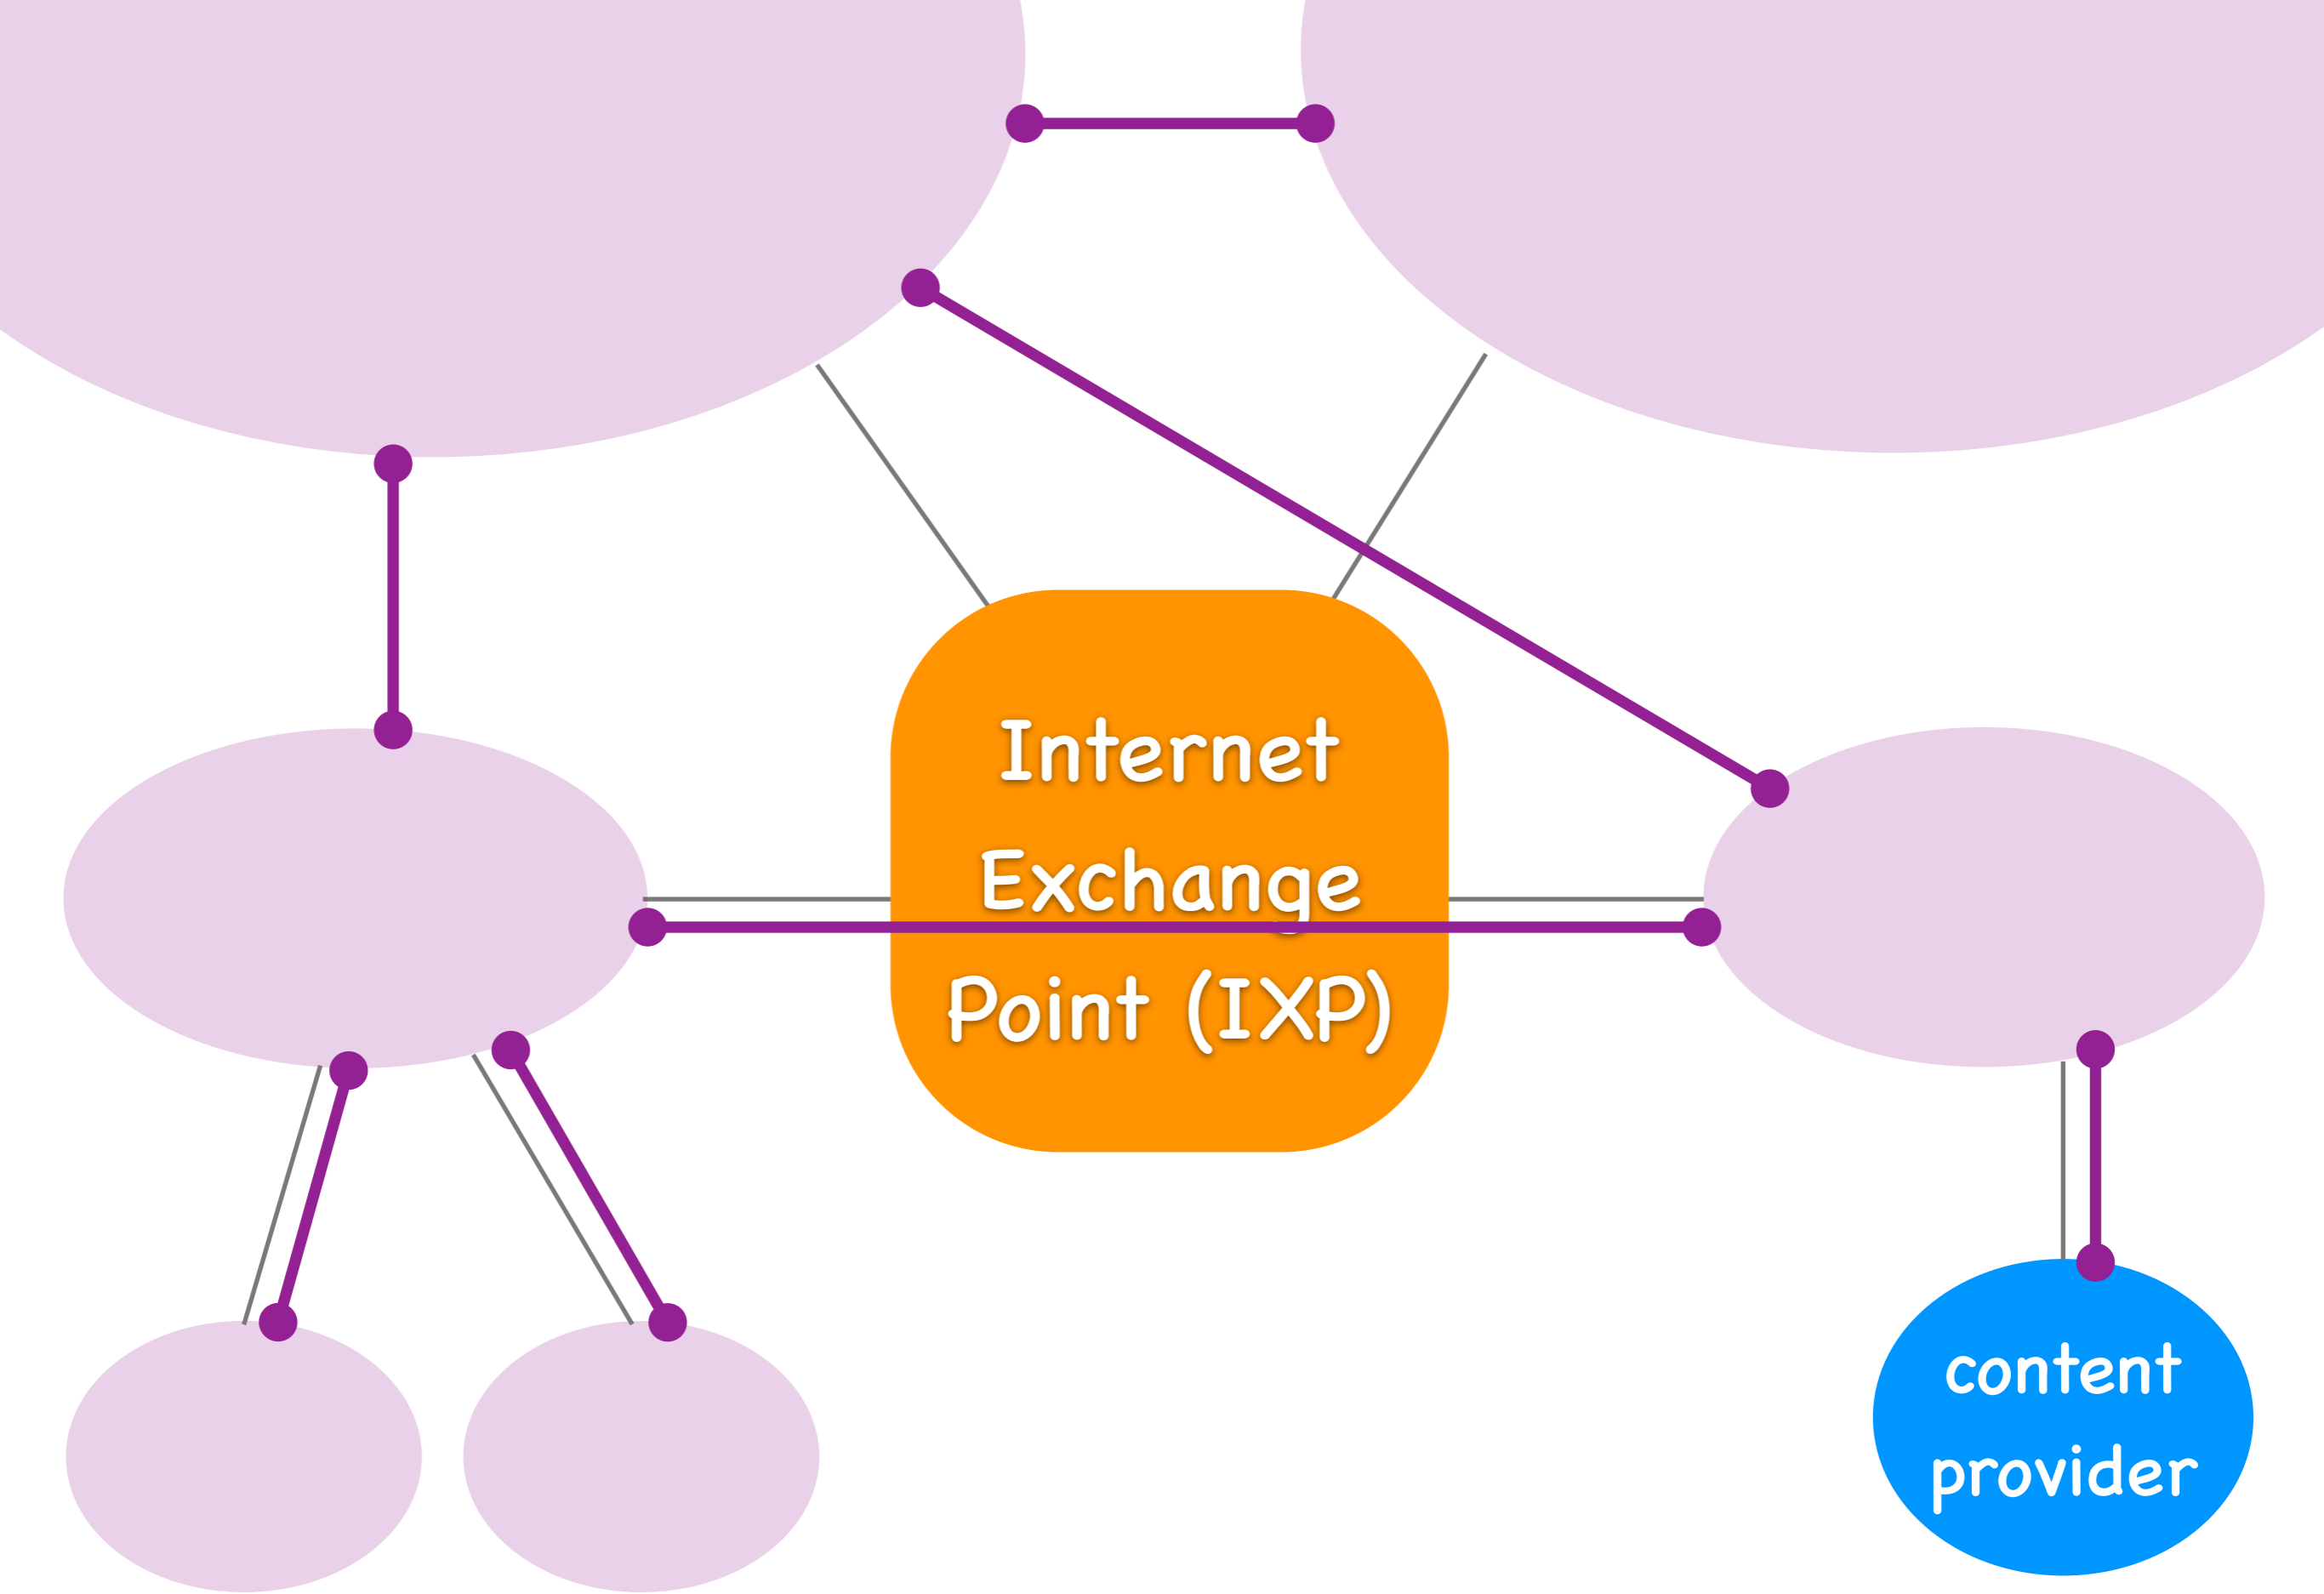 Internet
Exchange
Point (IXP)
content
provider